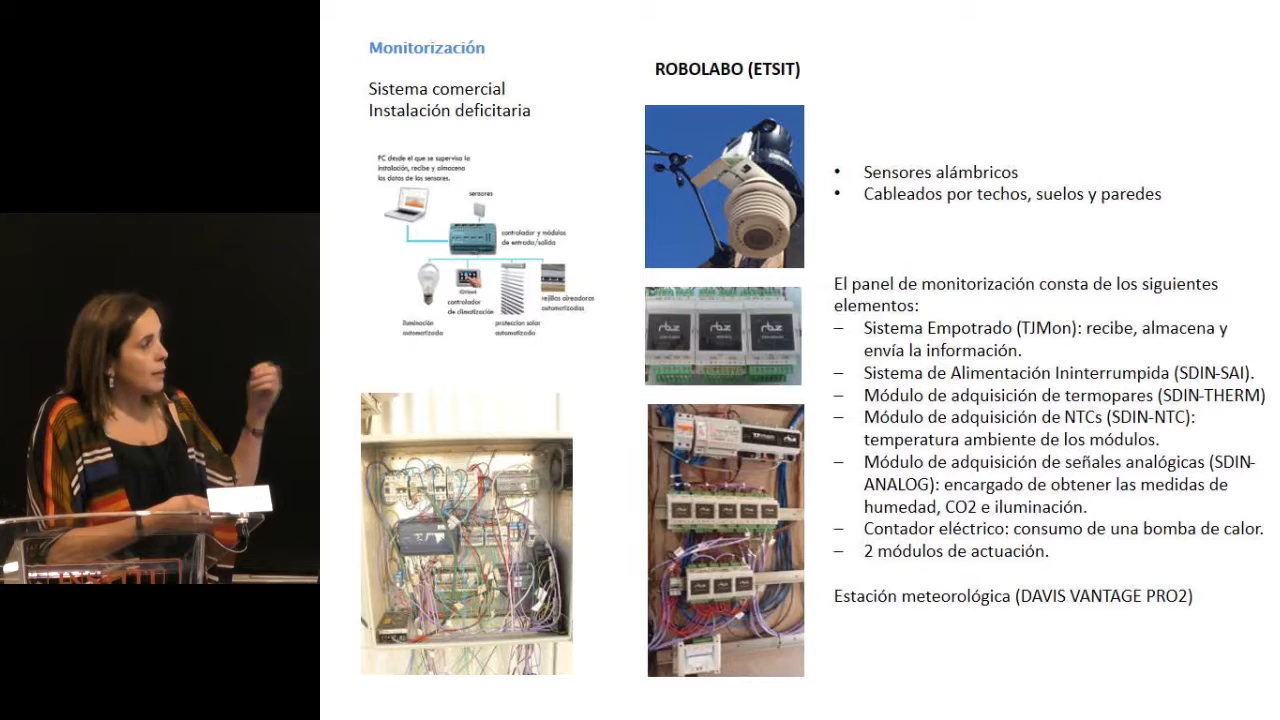 Monitorización
Sistema comercial
Instalación deficitaria
PC desde el que se supervisa la
instalación, recibe y almacena
los datos de los sensores.
sensores
controlador y módulos
de entrada/salida
controlador
de climatización
rejillas aireadoras
automatizadas
iluminación
automatizada
proteccion solar
automatizada
ROBOLABO (ETSIT)
rbz rbz rbz
• Sensores alámbricos
• Cableados por techos, suelos y paredes
El panel de monitorización consta de los siguientes
elementos:
– Sistema Empotrado (TJMon): recibe, almacena y
envía la información.
– Sistema de Alimentación Ininterrumpida (SDIN-SAI).
– Módulo de adquisición de termopares (SDIN-THERM)
– Módulo de adquisición de NTCs (SDIN-NTC):
temperatura ambiente de los módulos.
– Módulo de adquisición de señales analógicas (SDIN-
ANALOG): encargado de obtener las medidas de
humedad, CO2 e iluminación.
– Contador eléctrico: consumo de una bomba de calor.
– 2 módulos de actuación.
Estación meteorológica (DAVIS VANTAGE PRO2)